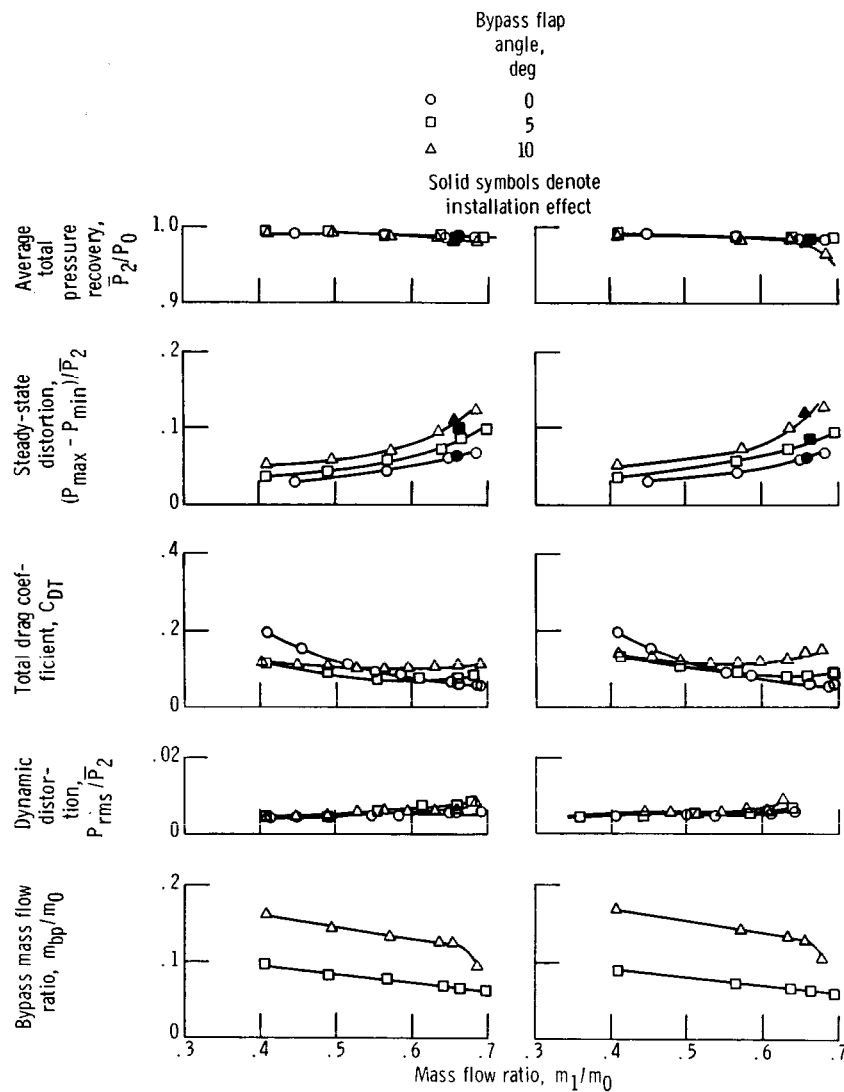 Bypass flap
angle,
deg
0
5
10
Solid symbols denote
installation effect
Average
total
pressure
recovery,
P̅2/P0
1.0
.9
Steady-state
distortion,
(Pmax - Pmin)/P̅2
.2
.1
0
Total drag coef-
ficient, CDT
.4
.2
0
Dynamic
distor-
tion,
Prms/P̅2
.02
0
Bypass mass flow
ratio, mbp/m0
.2
.1
0
.3 .4 .5 .6 .7 .3 .4 .5 .6 .7
Mass flow ratio, m1/m0